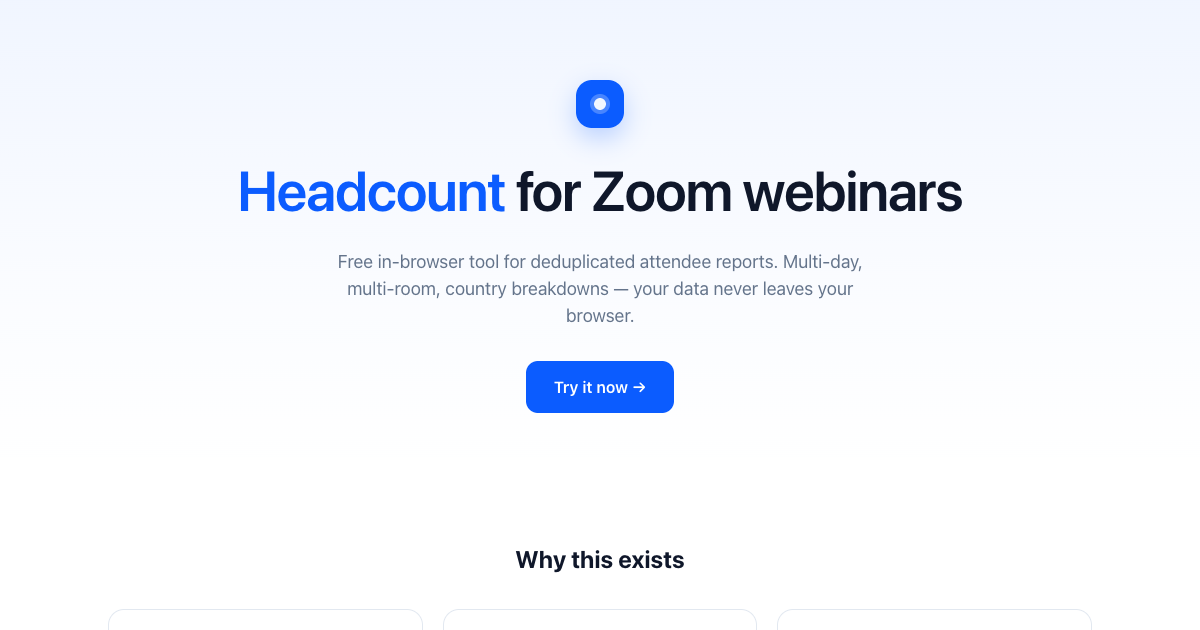 Headcount for Zoom webinars
Free in-browser tool for deduplicated attendee reports. Multi-day,
multi-room, country breakdowns — your data never leaves your
browser.
Try it now →
Why this exists